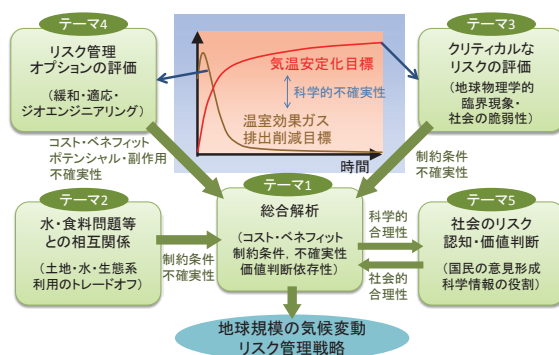 テーマ4
リスク管理
オプションの評価
(緩和・適応・
ジオエンジニアリング)
気温安定化目標
科学的不確実性
温室効果ガス
排出削減目標
時間
テーマ3
クリティカルな
リスクの評価
(地球物理学的
臨界現象・
社会の脆弱性)
コスト・ベネフィット
ポテンシャル・副作用
不確実性
制約条件
不確実性
テーマ2
水・食料問題等
との相互関係
(土地・水・生態系
利用のトレードオフ)
制約条件
不確実性
テーマ1
総合解析
(コスト・ベネフィット
制約条件, 不確実性
価値判断依存性)
科学的
合理性
社会的
合理性
テーマ5
社会のリスク
認知・価値判断
(国民の意見形成
科学情報の役割)
地球規模の気候変動
リスク管理戦略